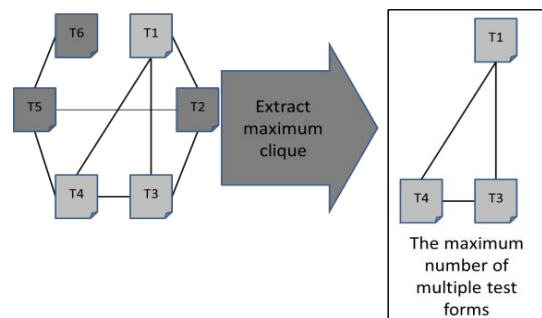 T6
T1
T5
T2
T4
T3
Extract
maximum
clique
T1
T4
T3
The maximum
number of
multiple test
forms